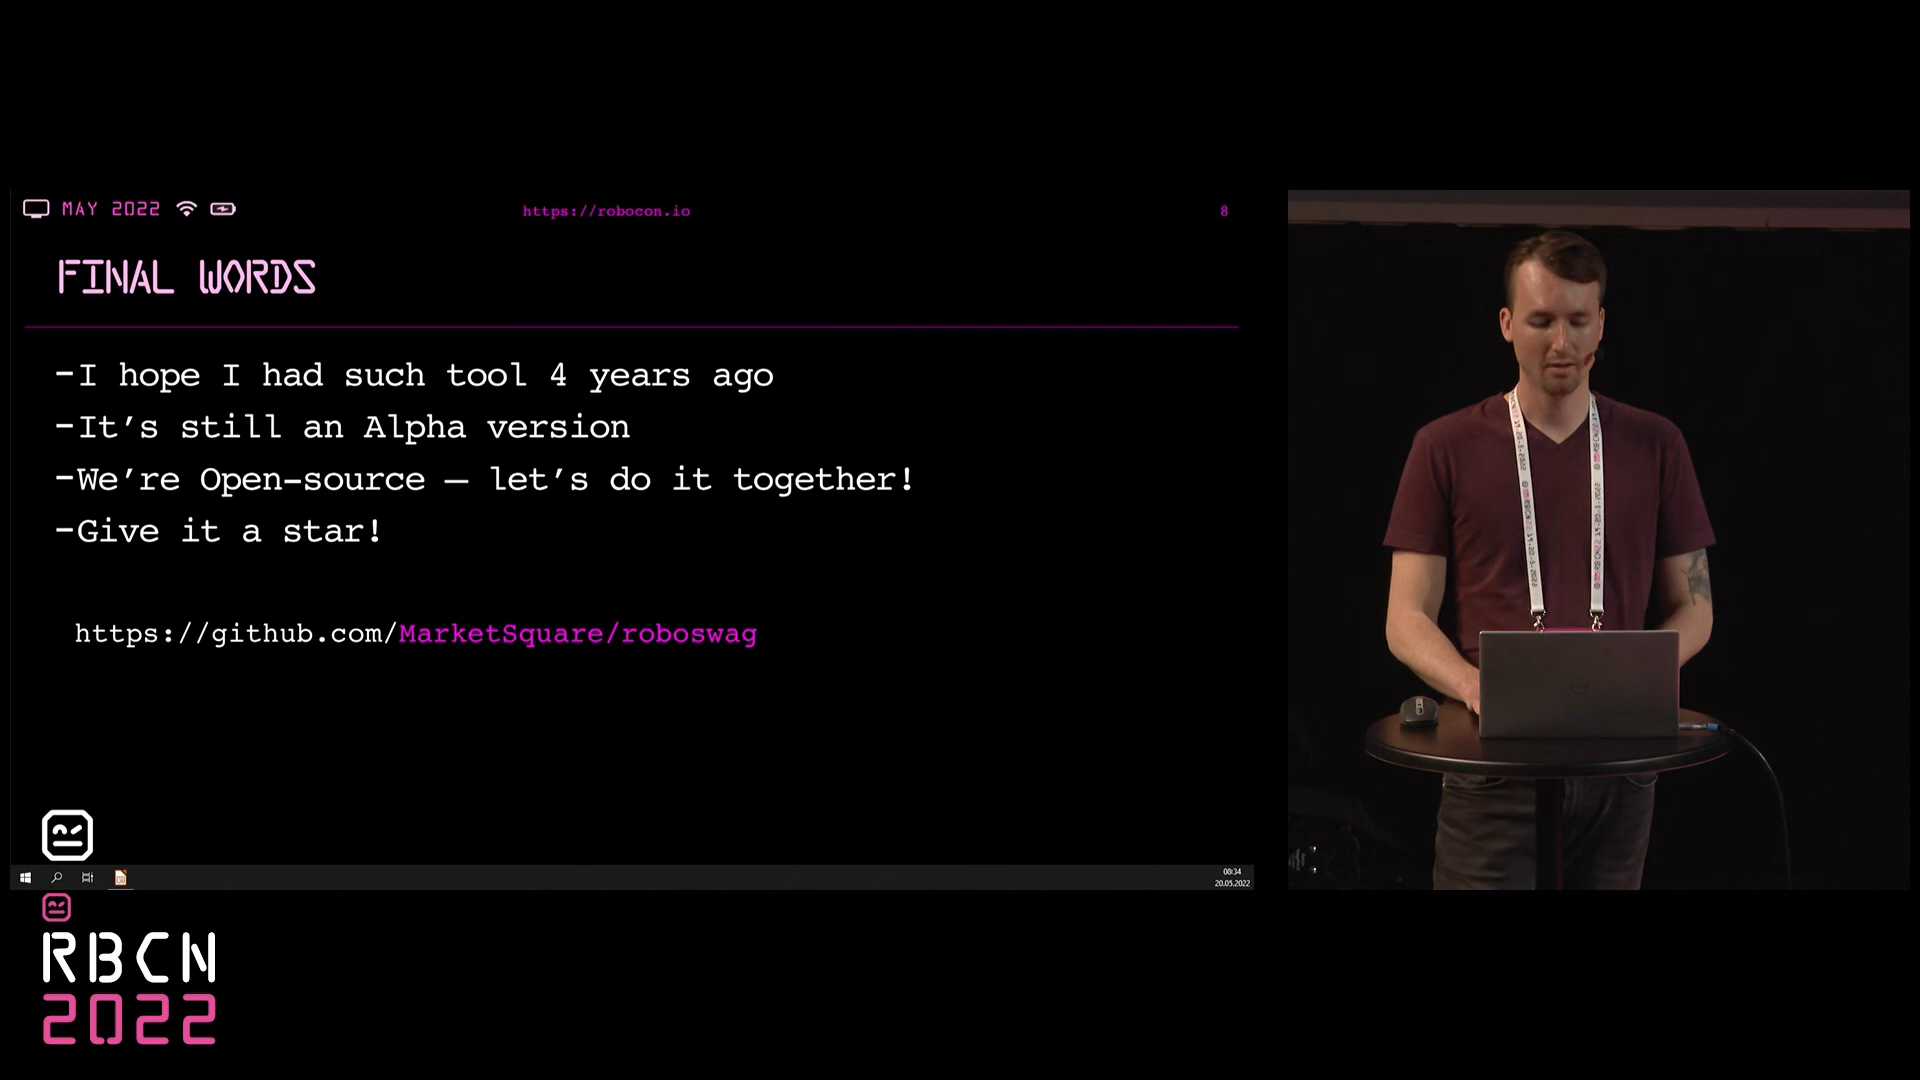 MAY 2022
https://robocon.io
8
FINAL WORDS
-I hope I had such tool 4 years ago
-It’s still an Alpha version
-We’re Open-source – let’s do it together!
-Give it a star!
https://github.com/MarketSquare/roboswag
08:34
20.05.2022
RBCN
2022